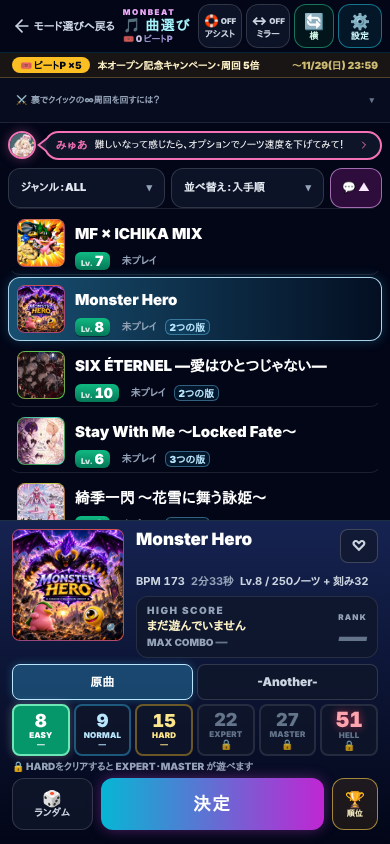 モード選びへ戻る
MONBEAT
曲選び
0 ビートP
OFF
アシスト
OFF
ミラー
横
設定
ビートP ×5
本オープン記念キャンペーン・周回 5倍
〜11/29(日) 23:59
裏でクイックの∞周回を回すには?
みゅあ
難しいなって感じたら、オプションでノーツ速度を下げてみて!
ジャンル:ALL
並べ替え:入手順
MF × ICHIKA MIX
Lv. 7 未プレイ
Monster Hero
Lv. 8 未プレイ 2つの版
SIX ÉTERNEL —愛はひとつじゃない—
Lv. 10 未プレイ 2つの版
Stay With Me 〜Locked Fate〜
Lv. 6 未プレイ 3つの版
綺季一閃 〜花雪に舞う詠姫〜
MONSTER HERO
Monster Hero
BPM 173 2分33秒 Lv.8 / 250ノーツ + 刻み32
HIGH SCORE
まだ遊んでいません
MAX COMBO —
RANK
—
原曲
-Another-
8
EASY
—
9
NORMAL
—
15
HARD
—
22
EXPERT
27
MASTER
51
HELL
HARDをクリアすると EXPERT・MASTER が遊べます
ランダム
決定
順位